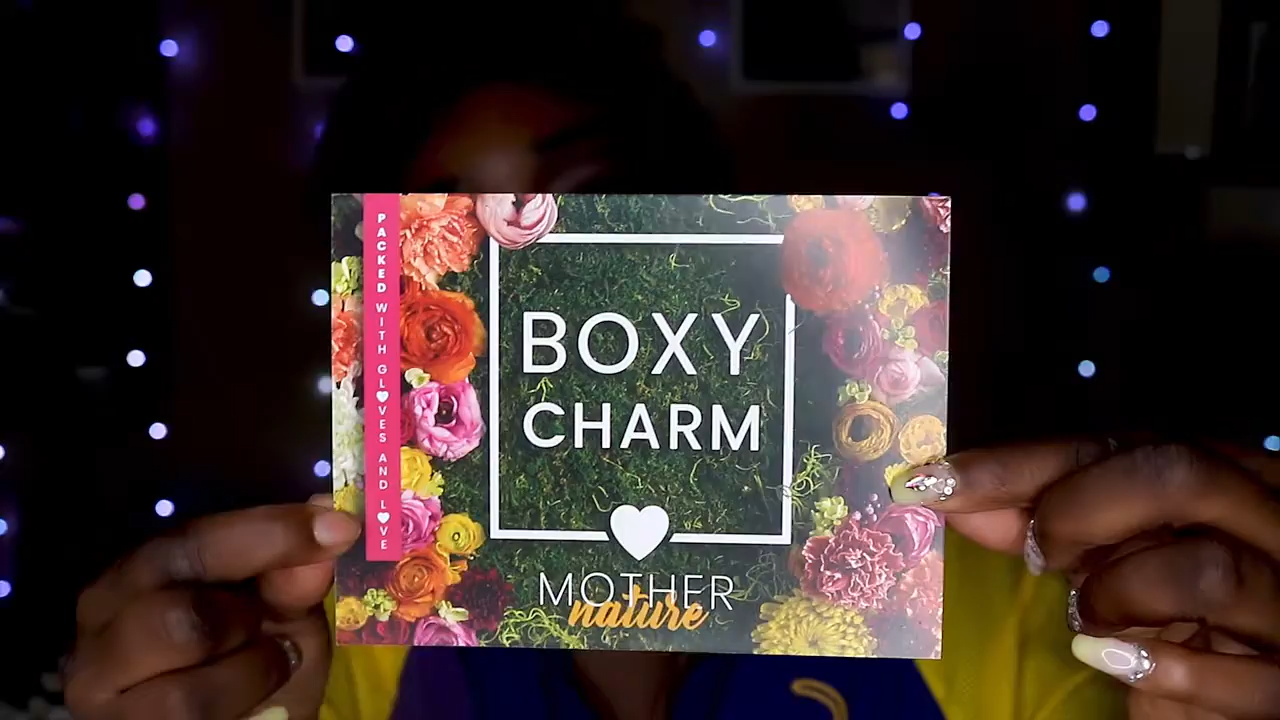 PACKED WITH GLOVES AND LOVE
BOXY
CHARM
MOTHER
nature